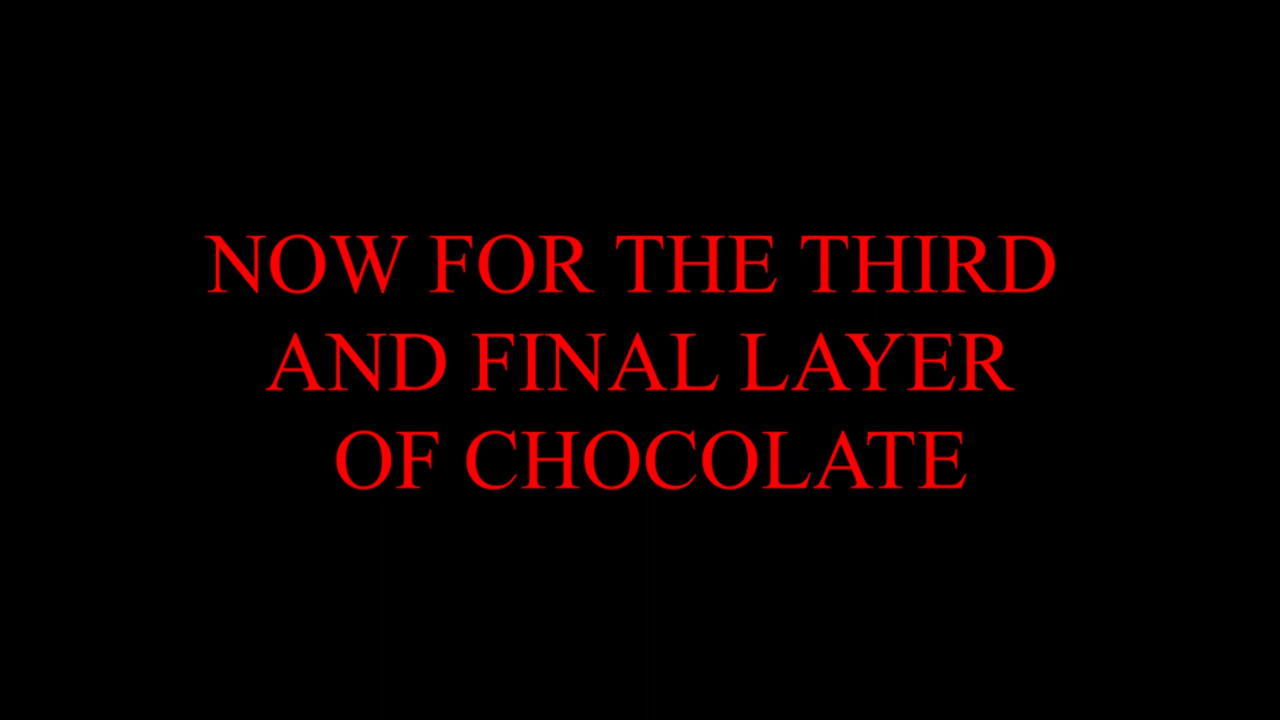 NOW FOR THE THIRD
AND FINAL LAYER
OF CHOCOLATE